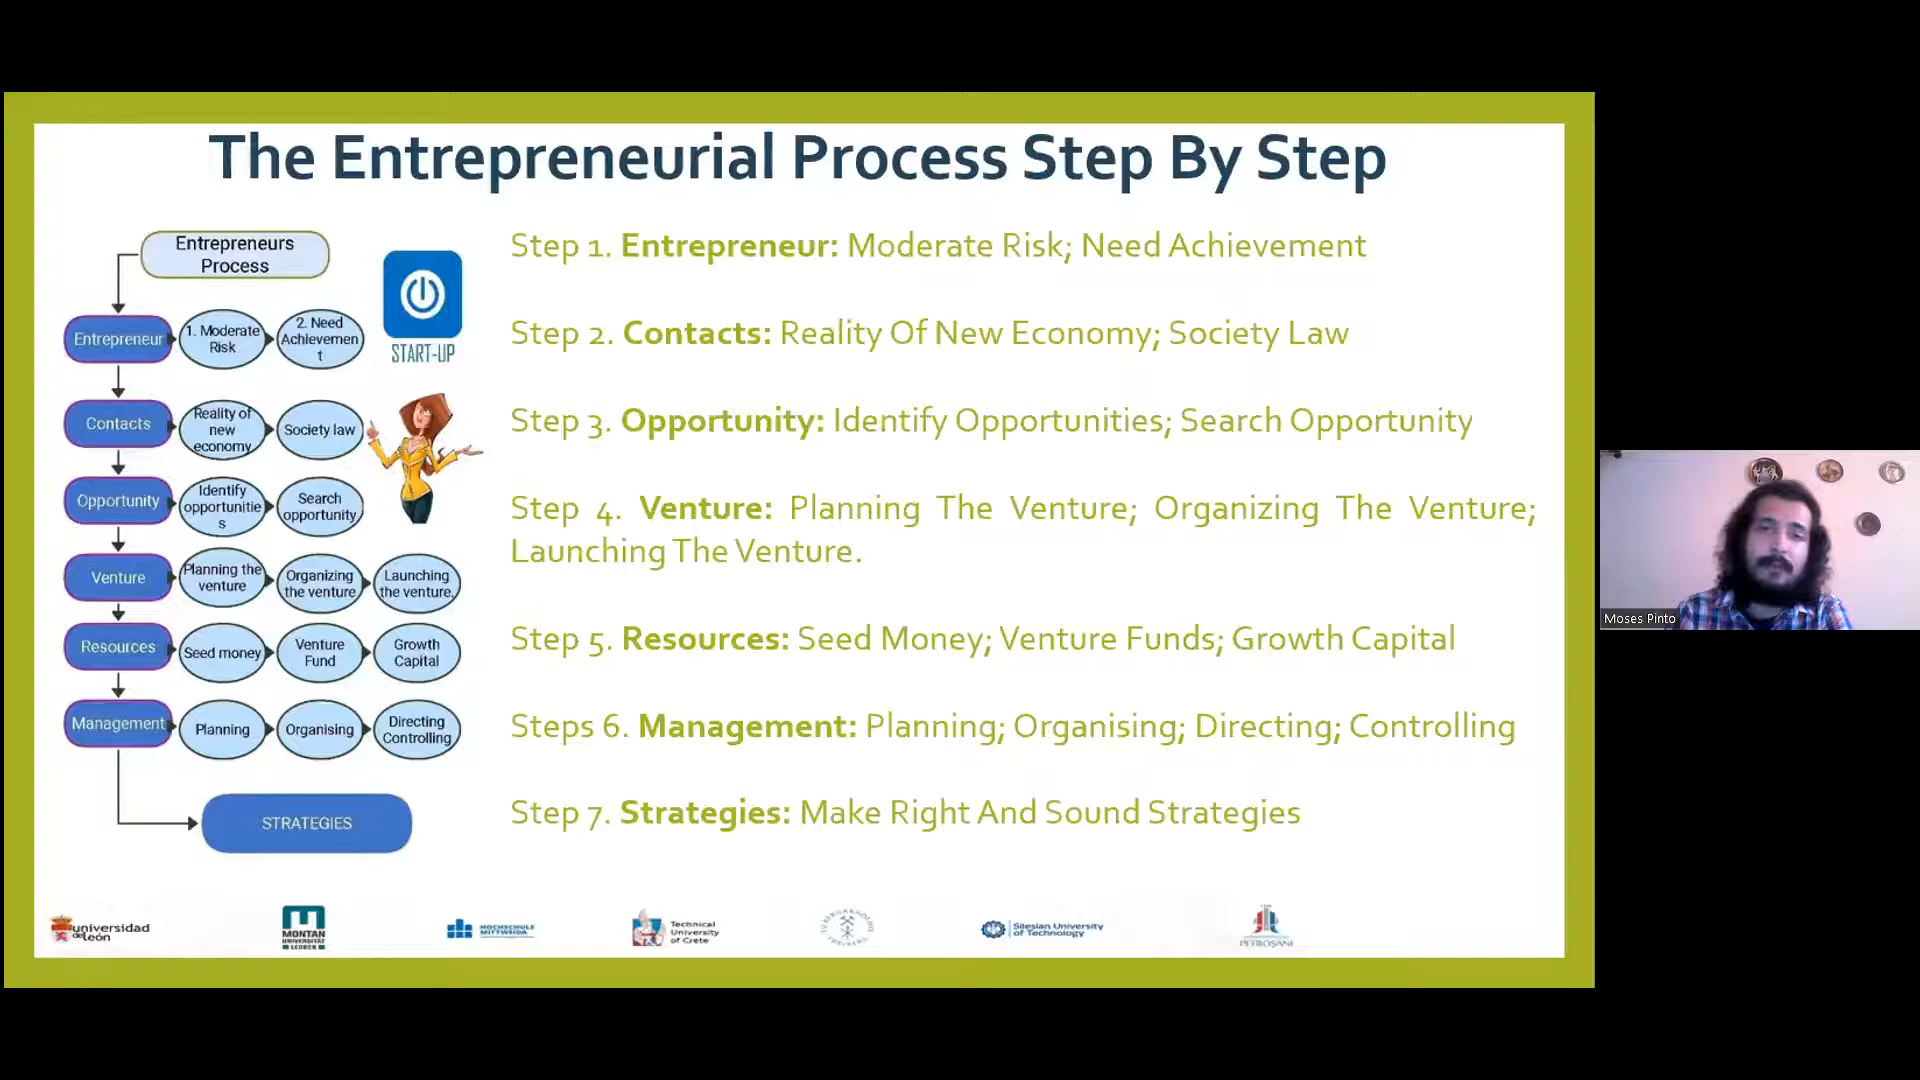 The Entrepreneurial Process Step By Step
Entrepreneurs
Process
Entrepreneur
1. Moderate
Risk
2. Need
Achievemen
t
START-UP
Contacts
Reality of
new
economy
Society law
Opportunity
Identify
opportunitie
s
Search
opportunity
Venture
Planning the
venture
Organizing
the venture
Launching
the venture.
Resources
Seed money
Venture
Fund
Growth
Capital
Management
Planning
Organising
Directing
Controlling
STRATEGIES
Step 1. Entrepreneur: Moderate Risk; Need Achievement
Step 2. Contacts: Reality Of New Economy; Society Law
Step 3. Opportunity: Identify Opportunities; Search Opportunity
Step 4. Venture: Planning The Venture; Organizing The Venture;
Launching The Venture.
Step 5. Resources: Seed Money; Venture Funds; Growth Capital
Steps 6. Management: Planning; Organising; Directing; Controlling
Step 7. Strategies: Make Right And Sound Strategies
universidad
de león
MONTAN
UNIVERSITÄT
LEOBEN
HOCHSCHULE
MITTWEIDA
Technical
University
of Crete
Silesian University
of Technology
PETROȘANI
Moses Pinto